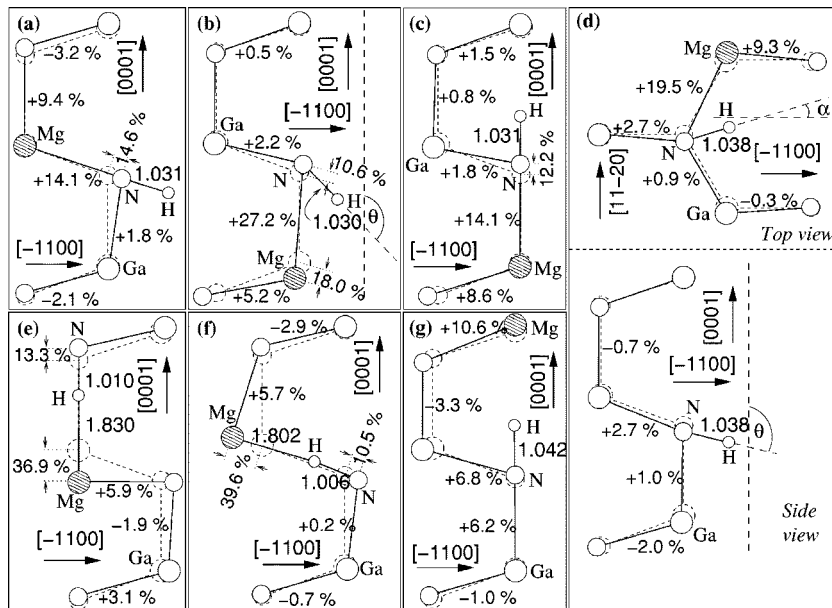 (a)
−3.2 %
[0001]
+9.4 %
Mg
14.6 %
1.031
+14.1%
N
H
+1.8 %
[−1100]
Ga
−2.1 %
(b)
+0.5 %
[0001]
[−1100]
Ga
+2.2 %
10.6 %
N
H
+27.2 %
1.030
θ
Mg
18.0 %
+5.2 %
(c)
+1.5 %
[0001]
+0.8 %
H
1.031
Ga
+1.8 %
N
12.2 %
+14.1 %
[−1100]
Mg
+8.6 %
(d)
Mg
+9.3%
+19.5 %
H
α
+2.7 %
1.038
N
[−1100]
[11−20]
+0.9 %
−0.3 %
Ga
Top view
[0001]
−0.7 %
[−1100]
N
1.038
θ
+2.7 %
H
+1.0 %
Ga
Side
view
−2.0 %
(e)
N
13.3 %
1.010
[0001]
H
1.830
36.9 %
Mg
+5.9 %
−1.9 %
Ga
[−1100]
+3.1 %
(f)
−2.9 %
[0001]
+5.7 %
Mg
1.802
H
10.5 %
39.6 %
1.006
N
+0.2 %
[−1100]
Ga
−0.7 %
(g)
+10.6 %
Mg
[0001]
−3.3 %
H
1.042
+6.8 %
N
+6.2 %
[−1100]
Ga
−1.0 %